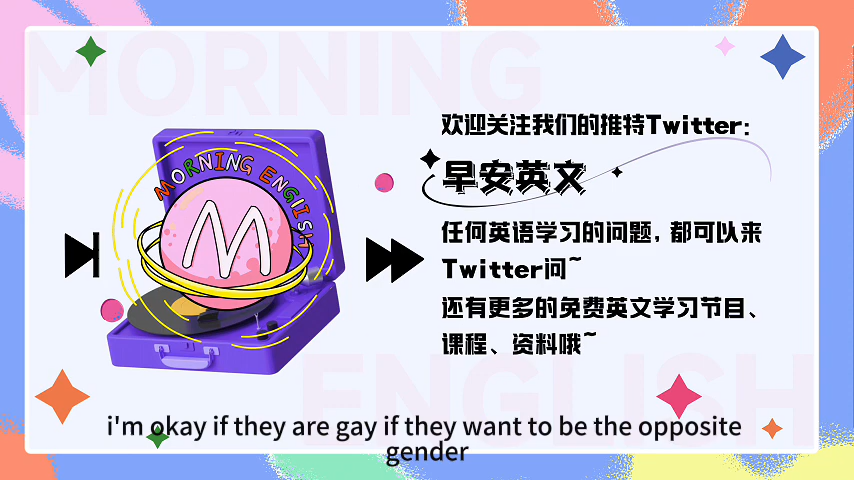 MORNING
MORNING ENGLISH
M
欢迎关注我们的推特Twitter:
早安英文
任何英语学习的问题,都可以来
Twitter问~
还有更多的免费英文学习节目、
课程、资料哦~
ENGLISH
i'm okay if they are gay if they want to be the opposite
gender